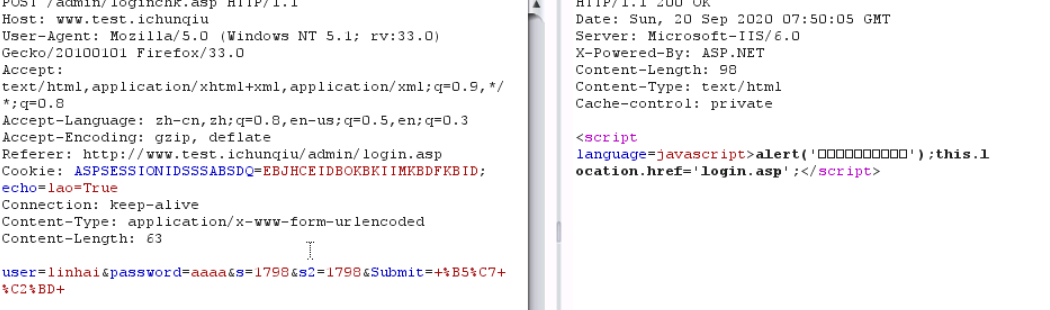 POST /admin/loginchk.asp HTTP/1.1
Host: www.test.ichunqiu
User-Agent: Mozilla/5.0 (Windows NT 5.1; rv:33.0)
Gecko/20100101 Firefox/33.0
Accept:
text/html,application/xhtml+xml,application/xml;q=0.9,*/
*;q=0.8
Accept-Language: zh-cn,zh;q=0.8,en-us;q=0.5,en;q=0.3
Accept-Encoding: gzip, deflate
Referer: http://www.test.ichunqiu/admin/login.asp
Cookie: ASPSESSIONIDSSSABSDQ=EBJHCEIDBOKBKIIMKBDFKBID;
echo=lao=True
Connection: keep-alive
Content-Type: application/x-www-form-urlencoded
Content-Length: 63
user=linhai&password=aaaa&s=1798&s2=1798&Submit=+%B5%C7+
%C2%BD+
HTTP/1.1 200 OK
Date: Sun, 20 Sep 2020 07:50:05 GMT
Server: Microsoft-IIS/6.0
X-Powered-By: ASP.NET
Content-Length: 98
Content-Type: text/html
Cache-control: private
<script
language=javascript>alert('□□□□□□□□□□');this.l
ocation.href='login.asp';</script>